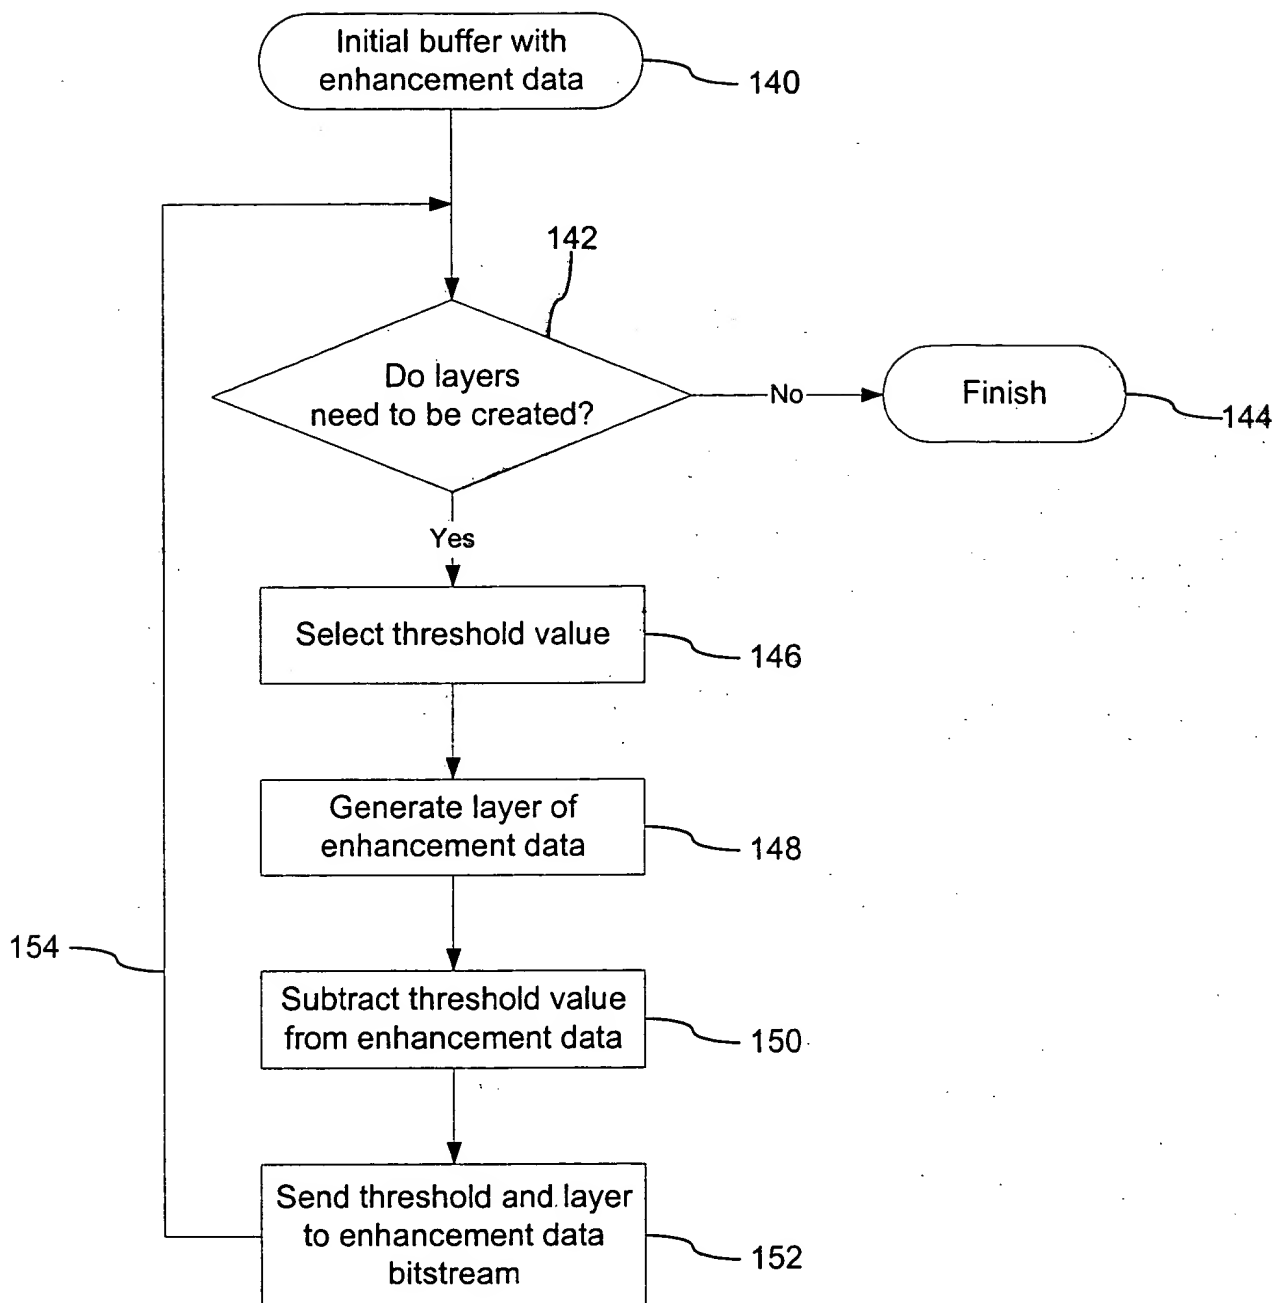 Initial buffer with
enhancement data
140
142
Do layers
need to be created?
No
Finish
144
Yes
Select threshold value
146
Generate layer of
enhancement data
148
154
Subtract threshold value
from enhancement data
150
Send threshold and layer
to enhancement data
bitstream
152